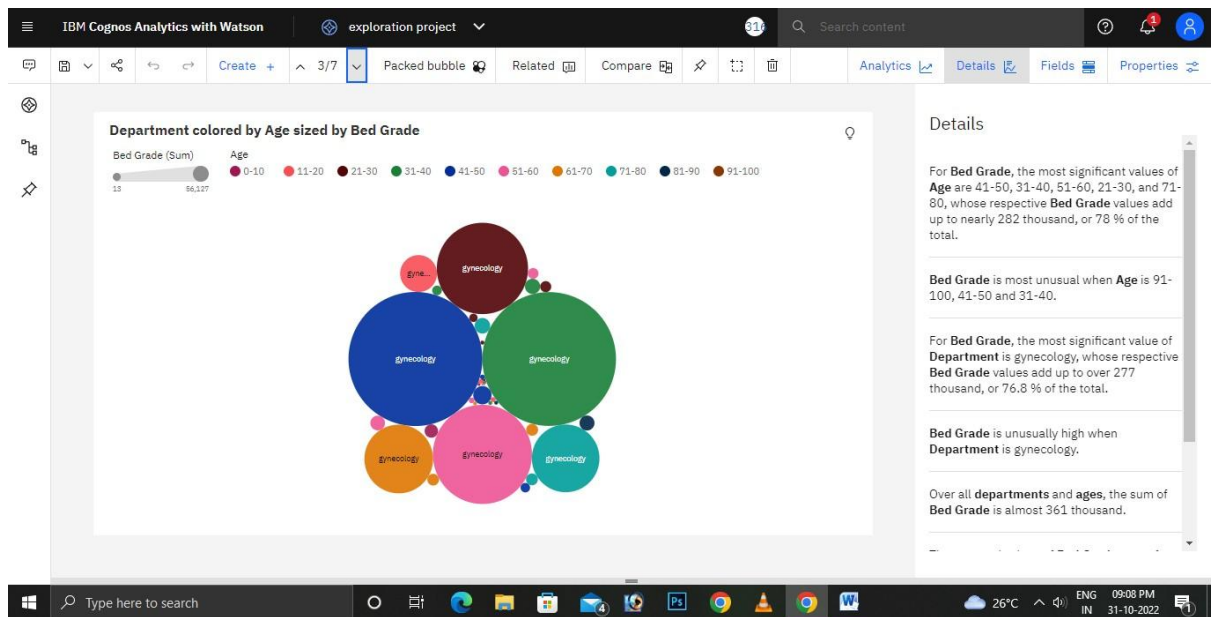 IBM Cognos Analytics with Watson
exploration project
316
Search content
1
Create +
3/7
Packed bubble
Related
Compare
Analytics
Details
Fields
Properties
Department colored by Age sized by Bed Grade
Bed Grade (Sum)
13
56,127
Age
0-10
11-20
21-30
31-40
41-50
51-60
61-70
71-80
81-90
91-100
gyne...
gynecology
gynecology
gynecology
gynecology
gynecology
gynecology
Details
For Bed Grade, the most significant values of
Age are 41-50, 31-40, 51-60, 21-30, and 71-
80, whose respective Bed Grade values add
up to nearly 282 thousand, or 78 % of the
total.
Bed Grade is most unusual when Age is 91-
100, 41-50 and 31-40.
For Bed Grade, the most significant value of
Department is gynecology, whose respective
Bed Grade values add up to over 277
thousand, or 76.8 % of the total.
Bed Grade is unusually high when
Department is gynecology.
Over all departments and ages, the sum of
Bed Grade is almost 361 thousand.
Type here to search
4
Ps
W
26°C
ENG
IN
09:08 PM
31-10-2022
1